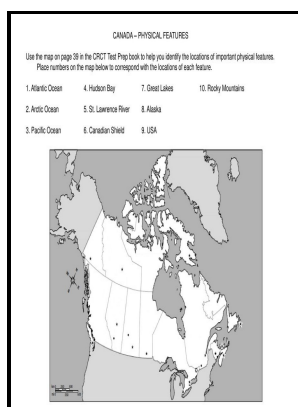 CANADA – PHYSICAL FEATURES
Use the map on page 39 in the CRCT Test Prep book to help you identify the locations of important physical features.
Place numbers on the map below to correspond with the locations of each feature.
1. Atlantic Ocean 4. Hudson Bay 7. Great Lakes 10. Rocky Mountains
2. Arctic Ocean 5. St. Lawrence River 8. Alaska
3. Pacific Ocean 6. Canadian Shield 9. USA